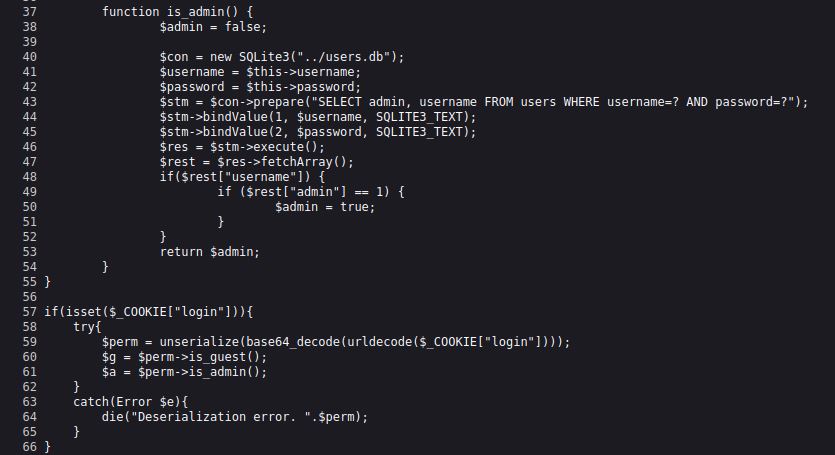 37 function is_admin() {
38 $admin = false;
39
40 $con = new SQLite3("../users.db");
41 $username = $this->username;
42 $password = $this->password;
43 $stm = $con->prepare("SELECT admin, username FROM users WHERE username=? AND password=?");
44 $stm->bindValue(1, $username, SQLITE3_TEXT);
45 $stm->bindValue(2, $password, SQLITE3_TEXT);
46 $res = $stm->execute();
47 $rest = $res->fetchArray();
48 if($rest["username"]) {
49 if ($rest["admin"] == 1) {
50 $admin = true;
51 }
52 }
53 return $admin;
54 }
55 }
56
57 if(isset($_COOKIE["login"])){
58 try{
59 $perm = unserialize(base64_decode(urldecode($_COOKIE["login"])));
60 $g = $perm->is_guest();
61 $a = $perm->is_admin();
62 }
63 catch(Error $e){
64 die("Deserialization error. ".$perm);
65 }
66 }